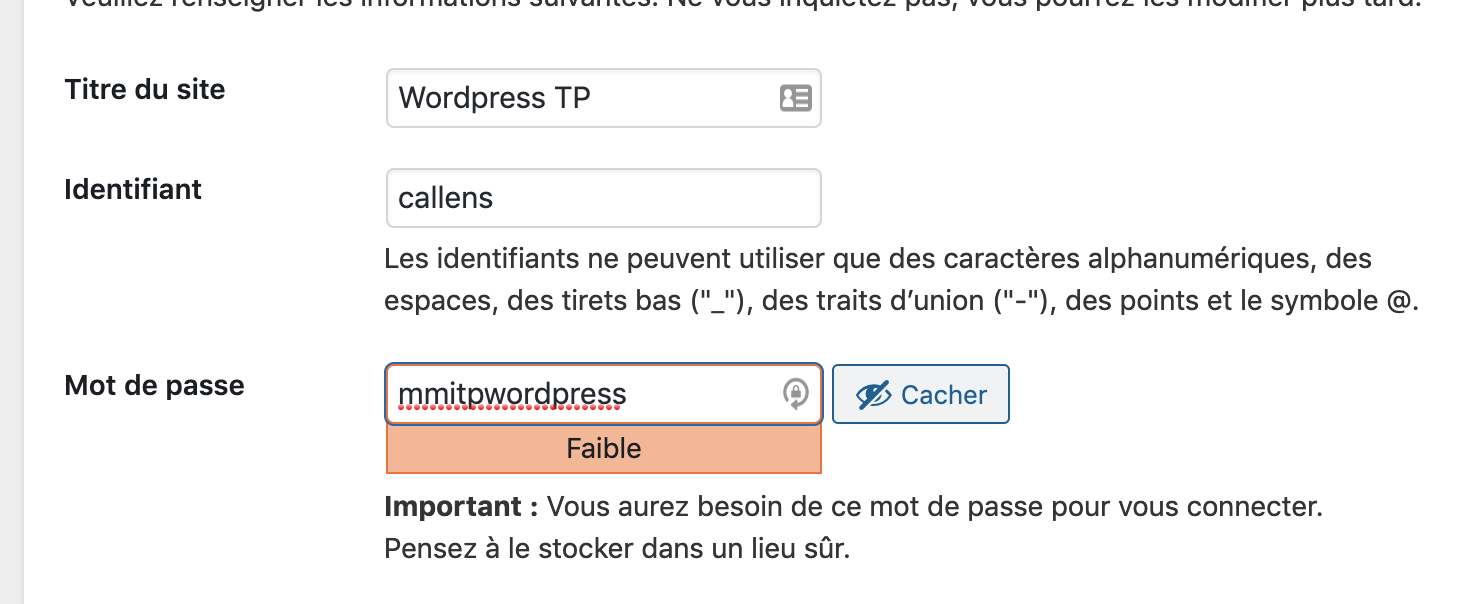 Veuillez renseigner les informations suivantes. Ne vous inquiétez pas, vous pourrez les modifier plus tard.
Titre du site
Wordpress TP
Identifiant
callens
Les identifiants ne peuvent utiliser que des caractères alphanumériques, des
espaces, des tirets bas ("_"), des traits d’union ("-"), des points et le symbole @.
Mot de passe
mmitpwordpress
Cacher
Faible
Important : Vous aurez besoin de ce mot de passe pour vous connecter.
Pensez à le stocker dans un lieu sûr.